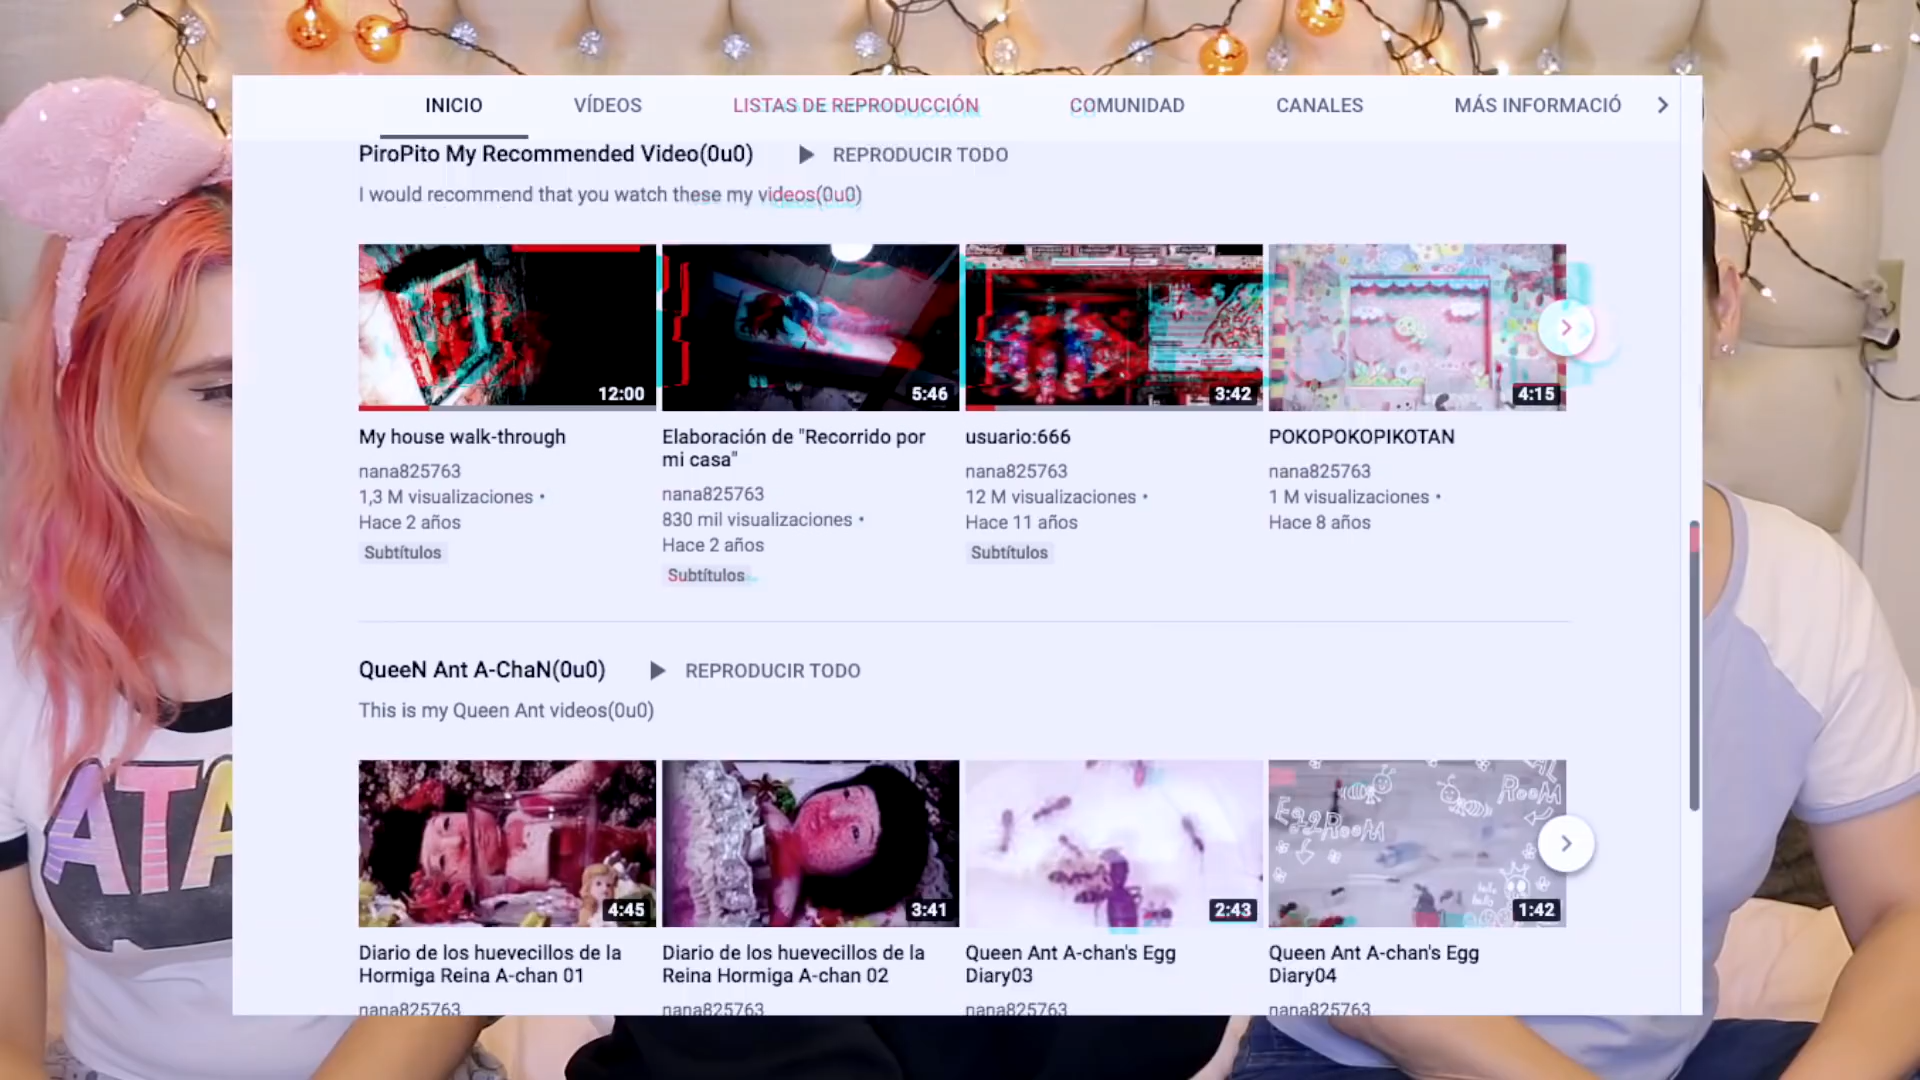 INICIO VÍDEOS LISTAS DE REPRODUCCIÓN COMUNIDAD CANALES MÁS INFORMACIÓ
PiroPito My Recommended Video(0u0) REPRODUCIR TODO
I would recommend that you watch these my videos(0u0)
12:00 5:46 3:42 4:15
My house walk-through
nana825763
1,3 M visualizaciones •
Hace 2 años
Subtítulos
Elaboración de "Recorrido por
mi casa"
nana825763
830 mil visualizaciones •
Hace 2 años
Subtítulos
usuario:666
nana825763
12 M visualizaciones •
Hace 11 años
Subtítulos
POKOPOKOPIKOTAN
nana825763
1 M visualizaciones •
Hace 8 años
QueeN Ant A-ChaN(0u0) REPRODUCIR TODO
This is my Queen Ant videos(0u0)
EGGROOM
ROOM
4:45 3:41 2:43 1:42
Diario de los huevecillos de la
Hormiga Reina A-chan 01
nana825763
Diario de los huevecillos de la
Reina Hormiga A-chan 02
nana825763
Queen Ant A-chan's Egg
Diary03
nana825763
Queen Ant A-chan's Egg
Diary04
nana825763
ATA